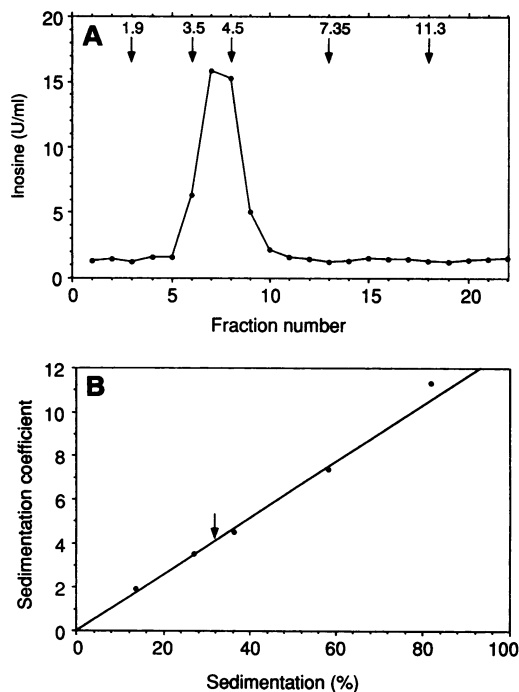 A
1.9 3.5 4.5 7.35 11.3
20
15
10
5
0
Inosine (U/ml)
0 5 10 15 20
Fraction number
B
12
10
8
6
4
2
0
Sedimentation coefficient
0 20 40 60 80 100
Sedimentation (%)